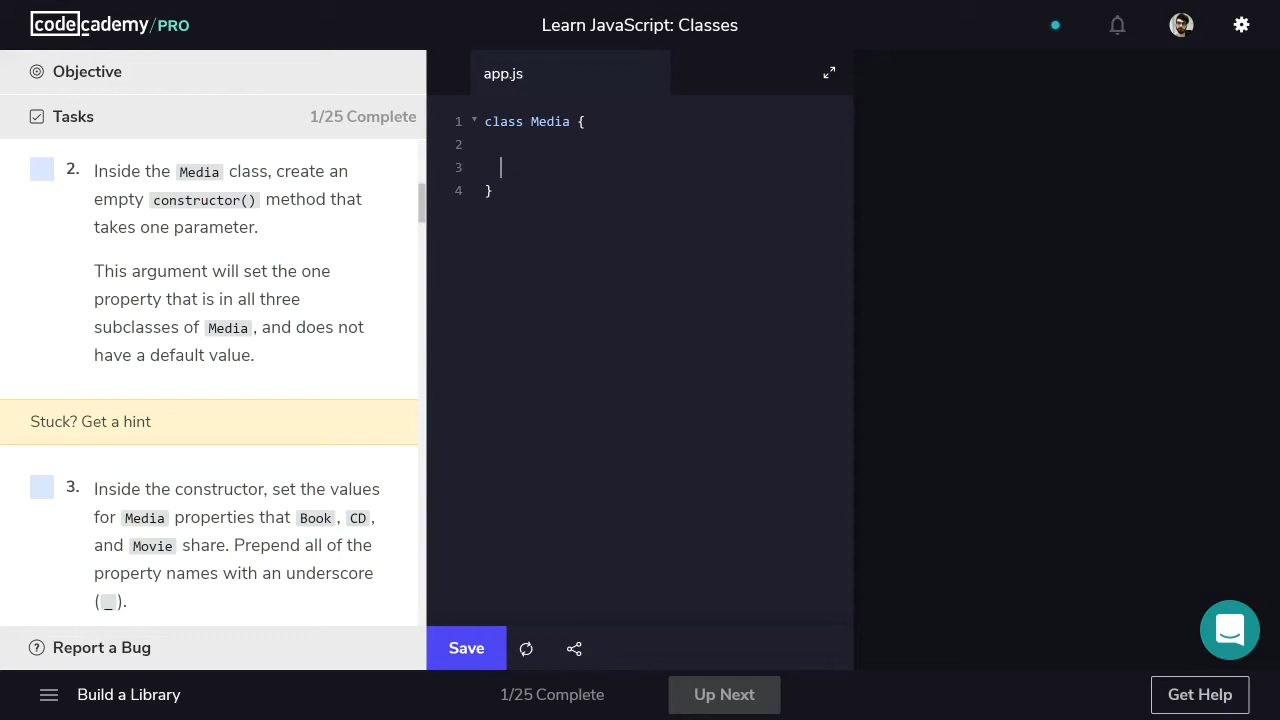 codecademy/PRO
Learn JavaScript: Classes
Objective
Tasks
1/25 Complete
2. Inside the Media class, create an
empty constructor() method that
takes one parameter.
This argument will set the one
property that is in all three
subclasses of Media, and does not
have a default value.
Stuck? Get a hint
3. Inside the constructor, set the values
for Media properties that Book, CD,
and Movie share. Prepend all of the
property names with an underscore
(_).
Report a Bug
app.js
1 class Media {
2
3
4 }
Save
Build a Library
1/25 Complete
Up Next
Get Help